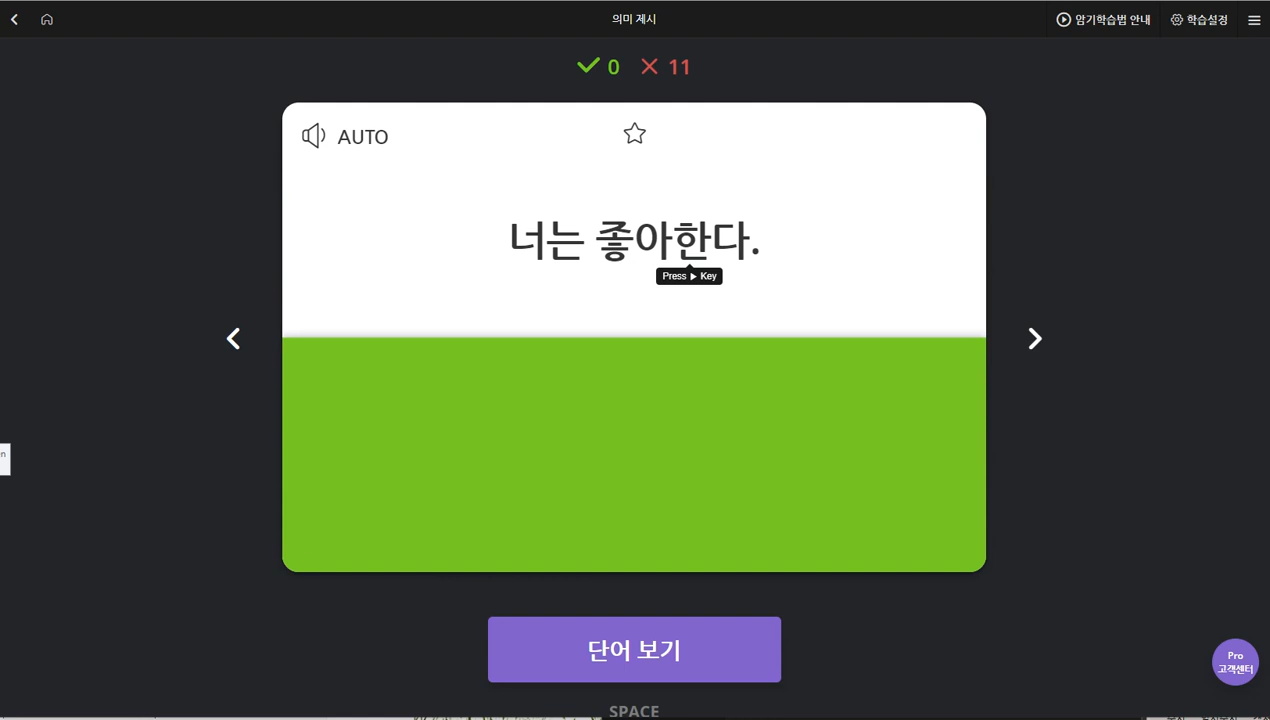 의미 제시
암기학습법 안내
학습설정
0 11
AUTO
너는 좋아한다.
Press ▶ Key
단어 보기
SPACE
Pro
고객센터